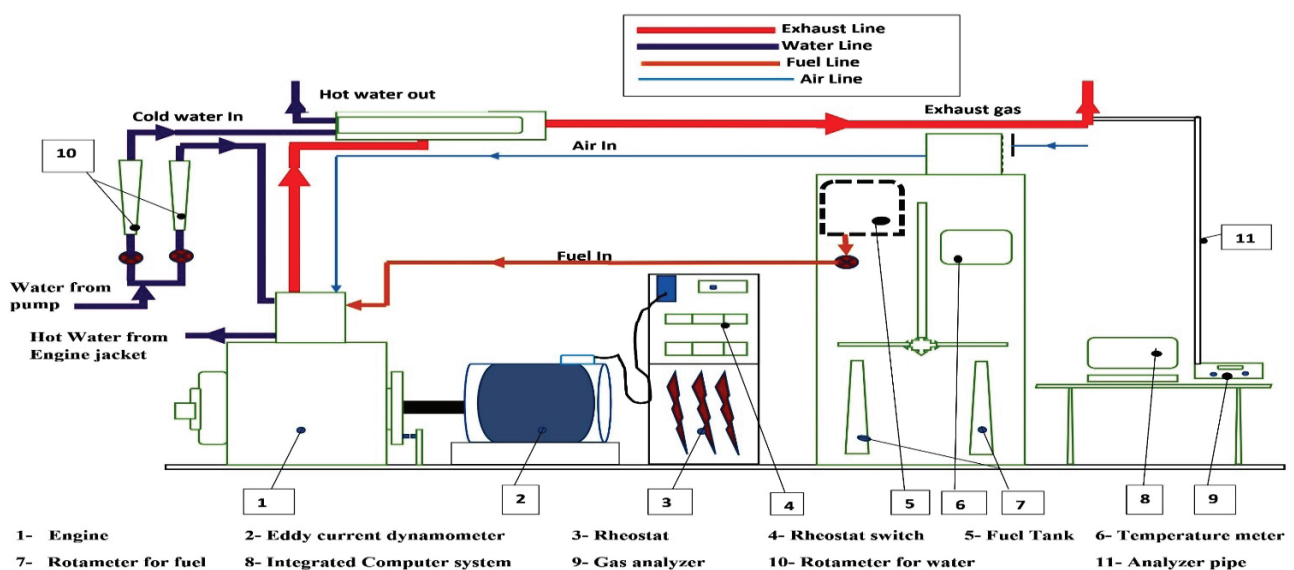 Exhaust Line
Water Line
Fuel Line
Air Line
Hot water out
Cold water In
Exhaust gas
10
Air In
11
Fuel In
Water from
pump
Hot Water from
Engine jacket
1
2
3
4
5
6
7
8
9
1- Engine 2- Eddy current dynamometer 3- Rheostat 4- Rheostat switch 5- Fuel Tank 6- Temperature meter
7- Rotameter for fuel 8- Integrated Computer system 9- Gas analyzer 10- Rotameter for water 11- Analyzer pipe